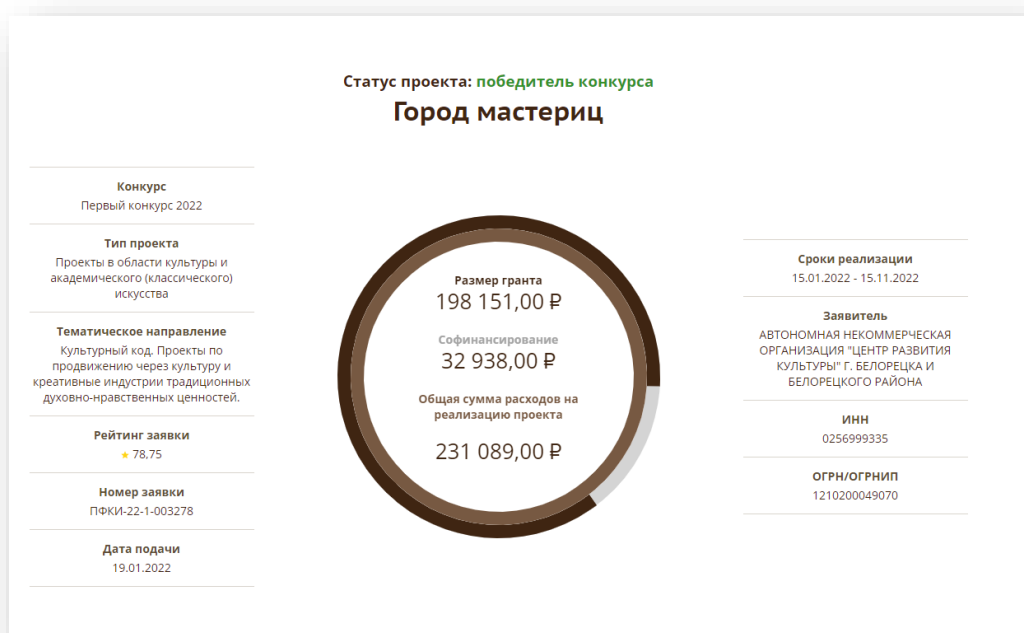 Статус проекта: победитель конкурса
Город мастериц
Конкурс
Первый конкурс 2022
Тип проекта
Проекты в области культуры и
академического (классического)
искусства
Тематическое направление
Культурный код. Проекты по
продвижению через культуру и
креативные индустрии традиционных
духовно-нравственных ценностей.
Рейтинг заявки
★ 78,75
Номер заявки
ПФКИ-22-1-003278
Дата подачи
19.01.2022
Размер гранта
198 151,00 ₽
Софинансирование
32 938,00 ₽
Общая сумма расходов на
реализацию проекта
231 089,00 ₽
Сроки реализации
15.01.2022 - 15.11.2022
Заявитель
АВТОНОМНАЯ НЕКОММЕРЧЕСКАЯ
ОРГАНИЗАЦИЯ "ЦЕНТР РАЗВИТИЯ
КУЛЬТУРЫ" Г. БЕЛОРЕЦКА И
БЕЛОРЕЦКОГО РАЙОНА
ИНН
0256999335
ОГРН/ОГРНИП
1210200049070